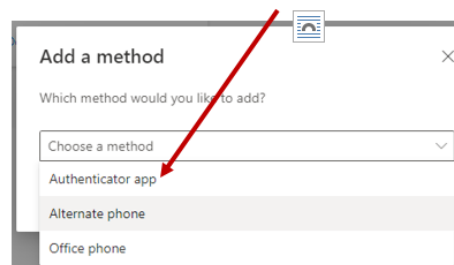 Add a method
Which method would you like to add?
Choose a method
Authenticator app
Alternate phone
Office phone